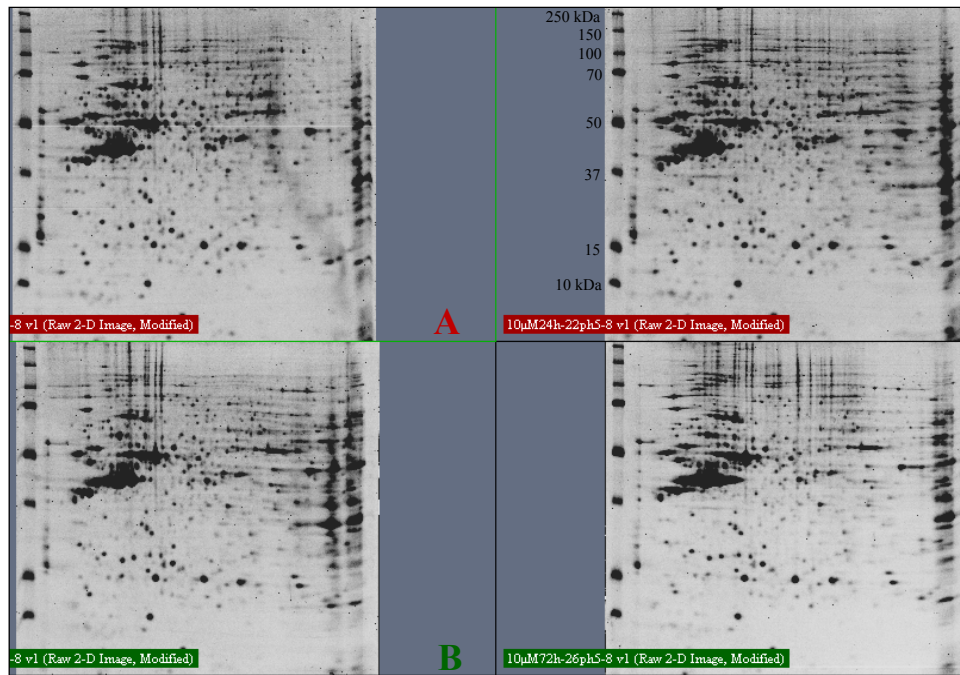 250 kDa
150
100
70
50
37
15
10 kDa
-8 v1 (Raw 2-D Image, Modified)
A
10µM24h-22ph5-8 v1 (Raw 2-D Image, Modified)
-8 v1 (Raw 2-D Image, Modified)
B
10µM72h-26ph5-8 v1 (Raw 2-D Image, Modified)